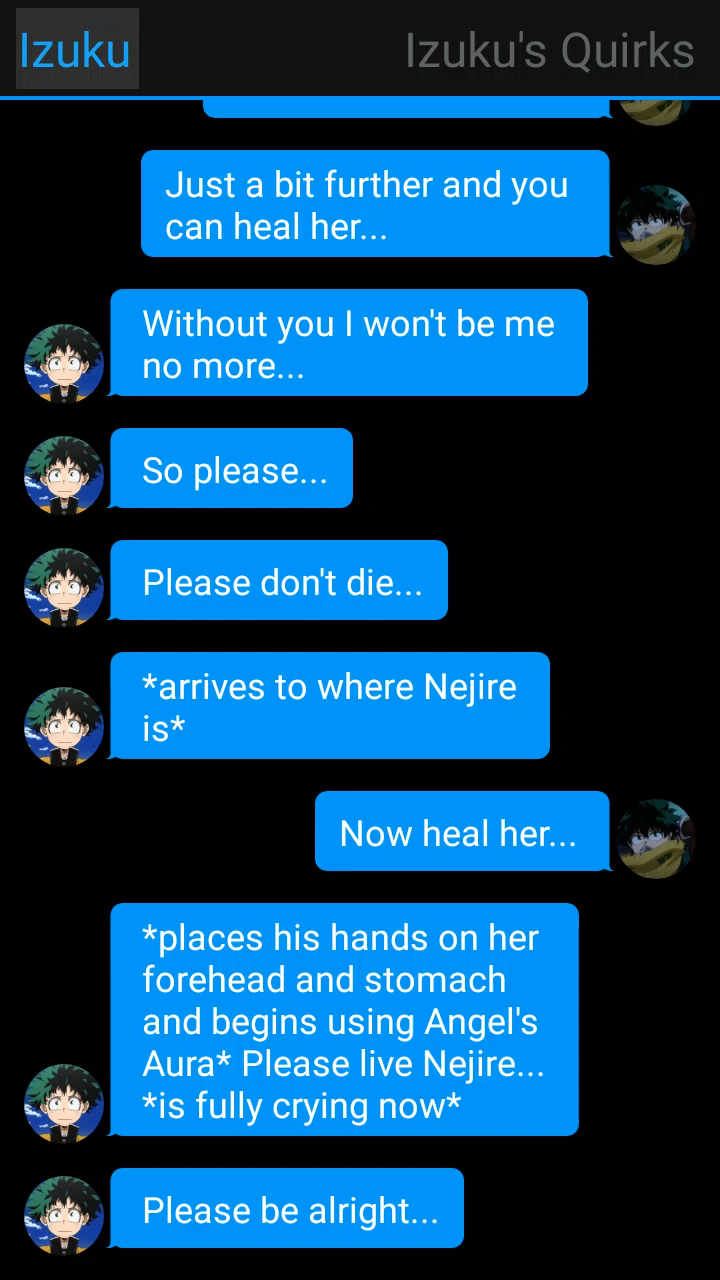 Izuku
Izuku's Quirks
Just a bit further and you
can heal her...
Without you I won't be me
no more...
So please...
Please don't die...
*arrives to where Nejire
is*
Now heal her...
*places his hands on her
forehead and stomach
and begins using Angel's
Aura* Please live Nejire...
*is fully crying now*
Please be alright...